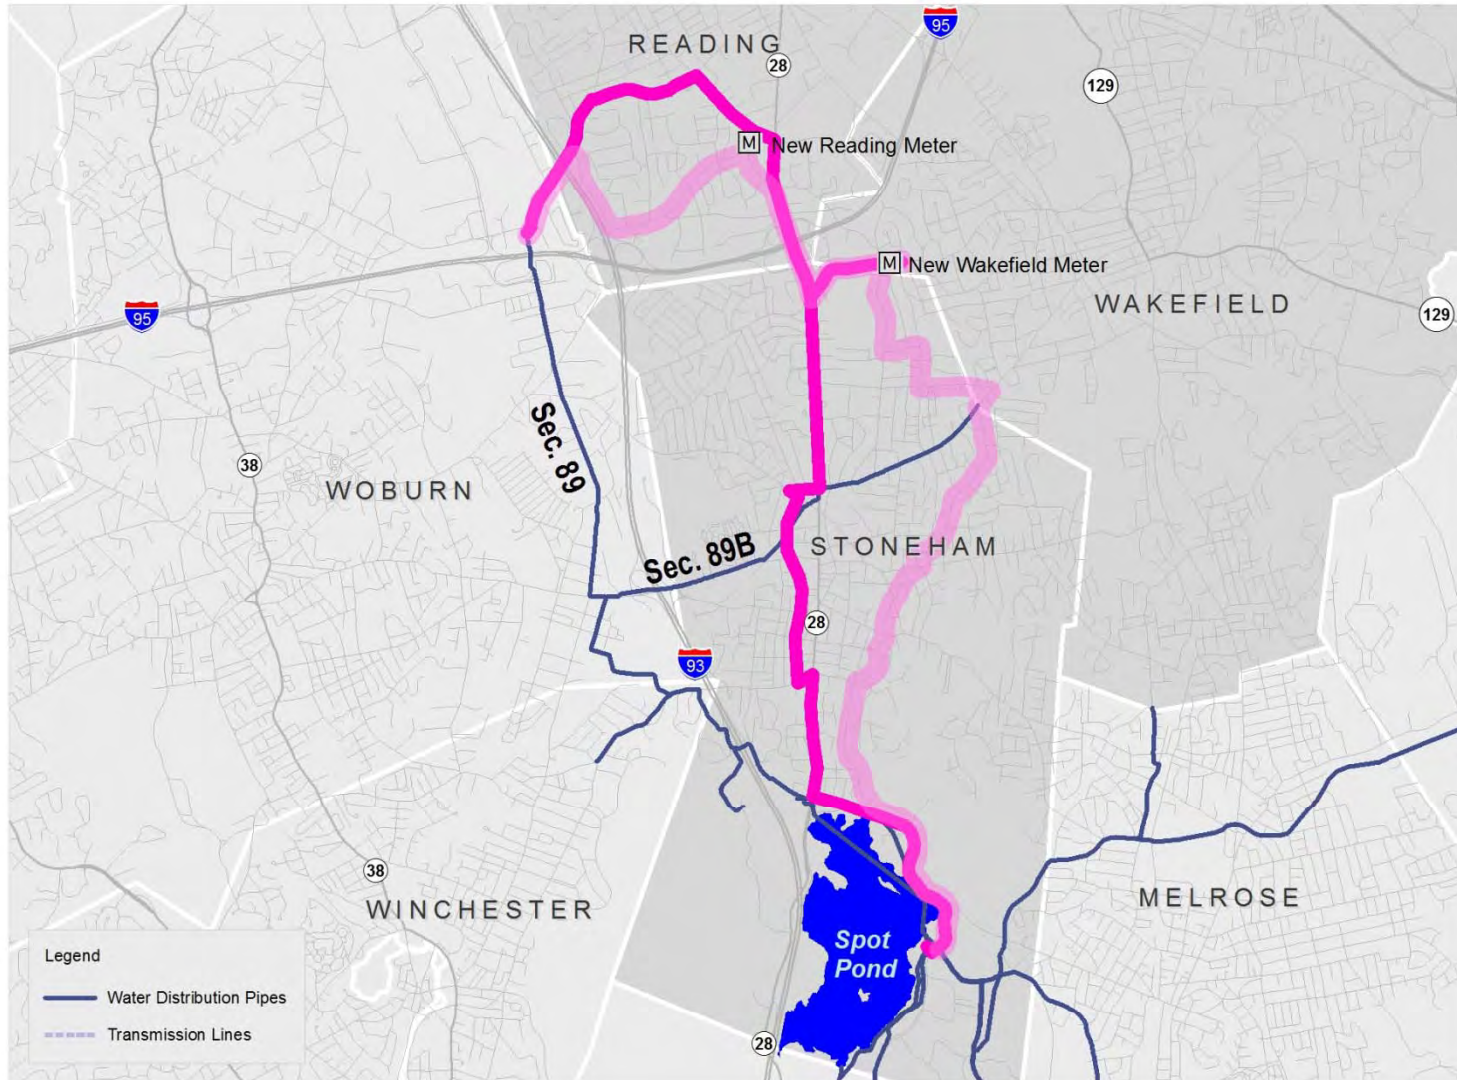 95
READING
28
129
M New Reading Meter
M New Wakefield Meter
WAKEFIELD
95
129
Sec. 89
38
WOBURN
Sec. 89B
STONEHAM
28
93
38
WINCHESTER
MELROSE
Spot
Pond
Legend
Water Distribution Pipes
Transmission Lines
28